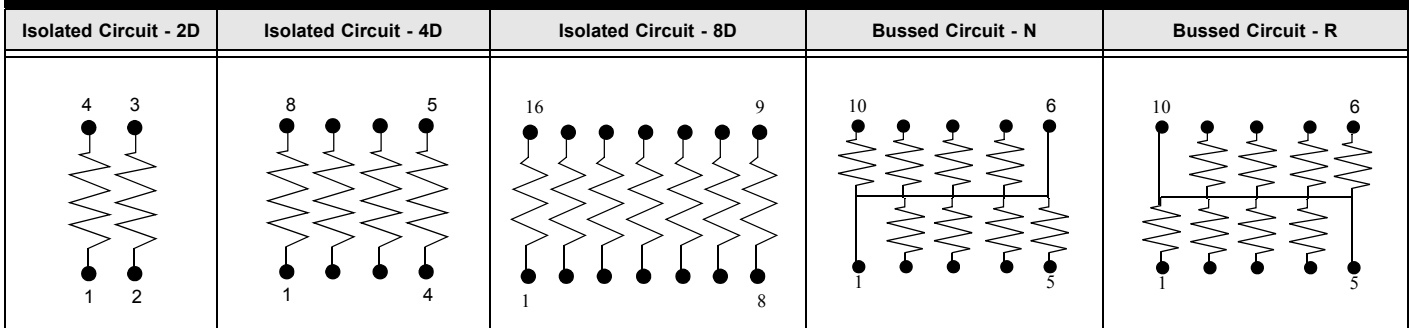 Isolated Circuit - 2D Isolated Circuit - 4D Isolated Circuit - 8D Bussed Circuit - N Bussed Circuit - R
4 3 8 5 16 9 10 6 10 6
1 2 1 4 1 8 1 5 1 5